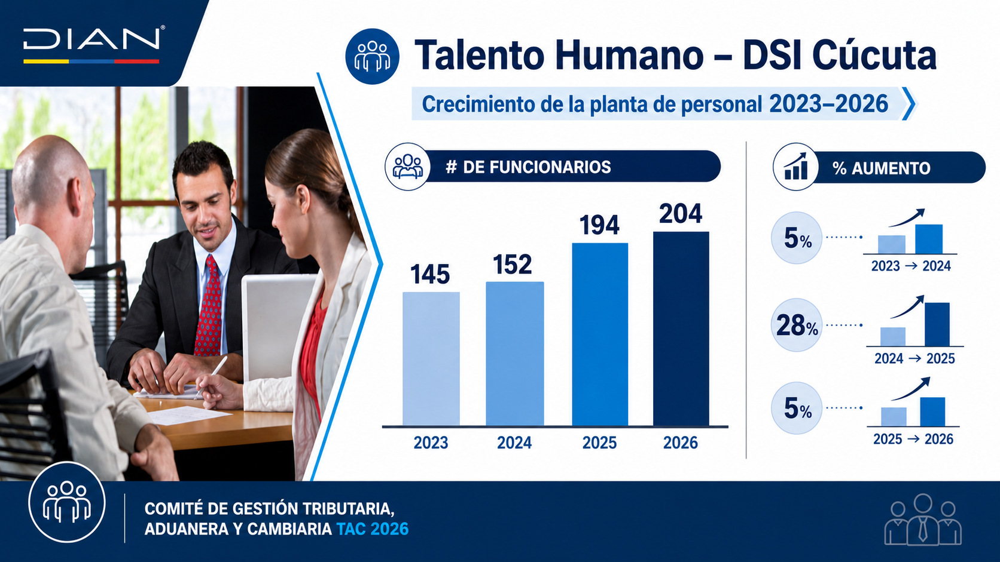 DIAN®
Talento Humano – DSI Cúcuta
Crecimiento de la planta de personal 2023–2026
# DE FUNCIONARIOS
145
152
194
204
2023
2024
2025
2026
% AUMENTO
5%
2023 → 2024
28%
2024 → 2025
5%
2025 → 2026
COMITÉ DE GESTIÓN TRIBUTARIA,
ADUANERA Y CAMBIARIA TAC 2026